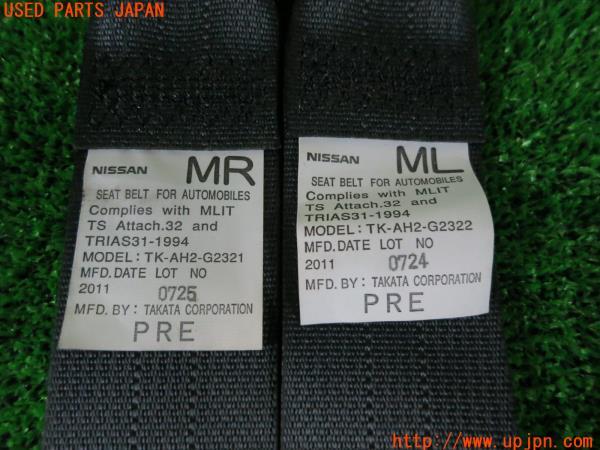 USED PARTS JAPAN
NISSAN MR
SEAT BELT FOR AUTOMOBILES
Complies with MLIT
TS Attach.32 and
TRIAS31-1994
MODEL: TK-AH2-G2321
MFD.DATE LOT NO
2011 0725
MFD. BY: TAKATA CORPORATION
PRE
NISSAN ML
SEAT BELT FOR AUTOMOBILES
Complies with MLIT
TS Attach.32 and
TRIAS31-1994
MODEL: TK-AH2-G2322
MFD.DATE LOT NO
2011 0724
MFD. BY: TAKATA CORPORATION
PRE
http://www.upjpn.com/